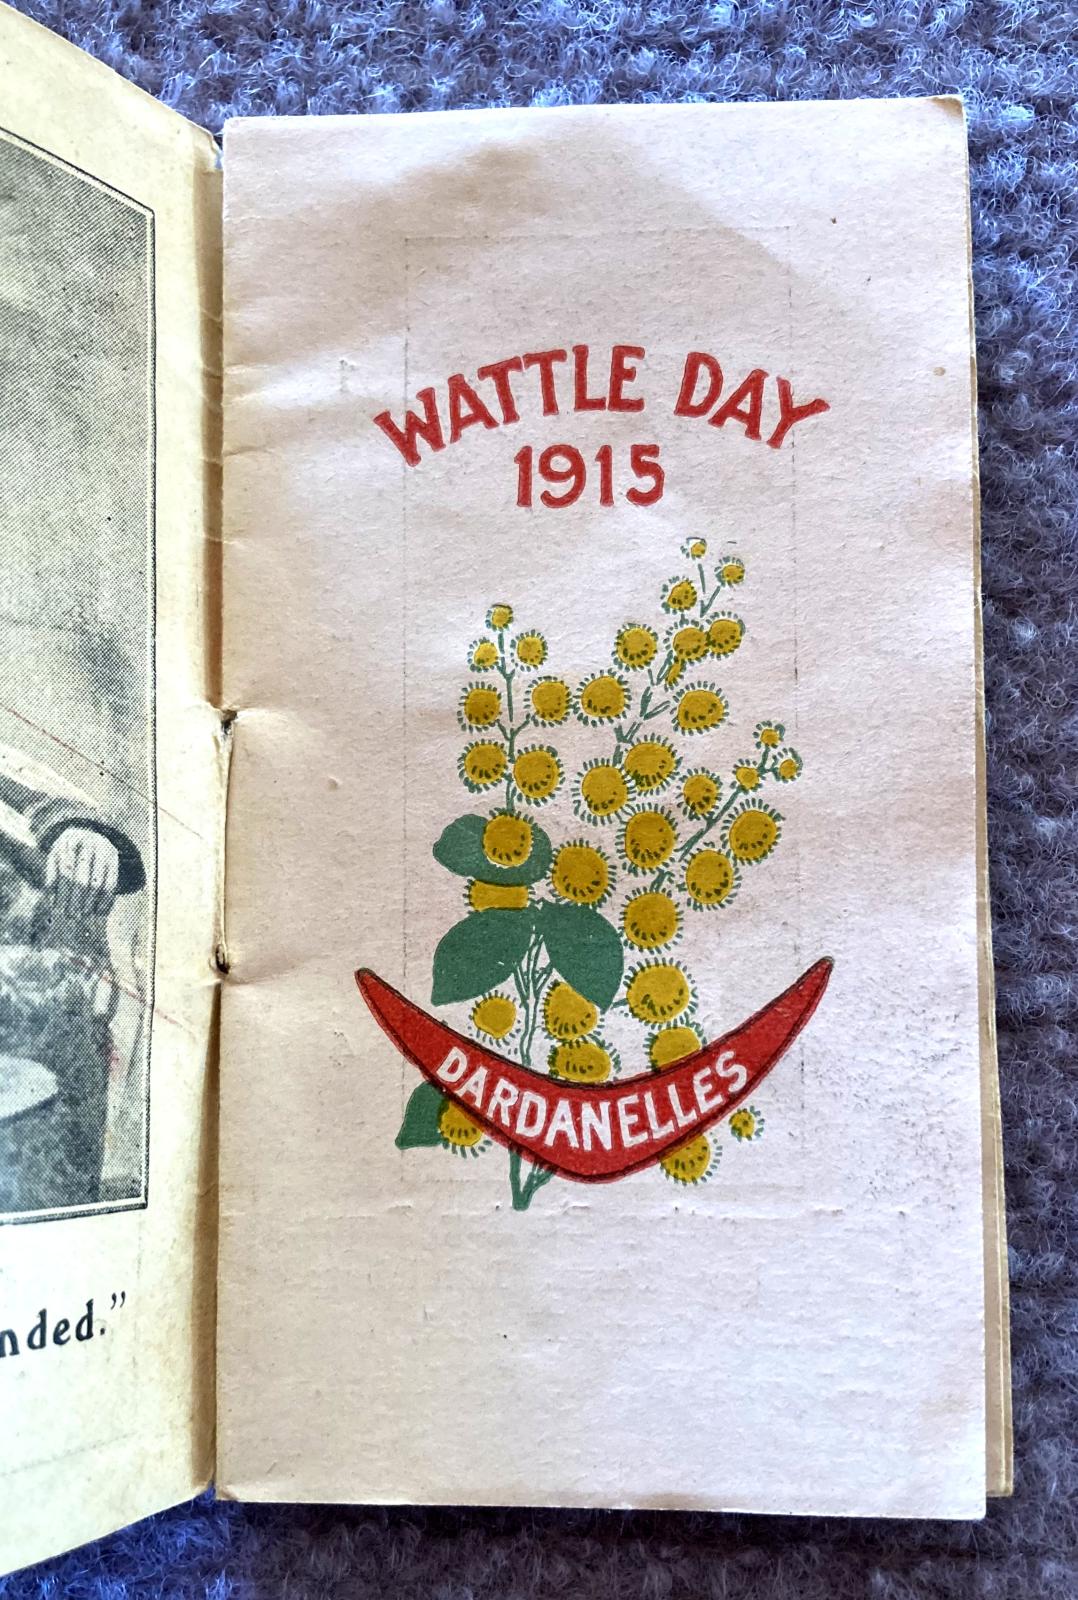 nded.”
WATTLE DAY
1915
DARDANELLES